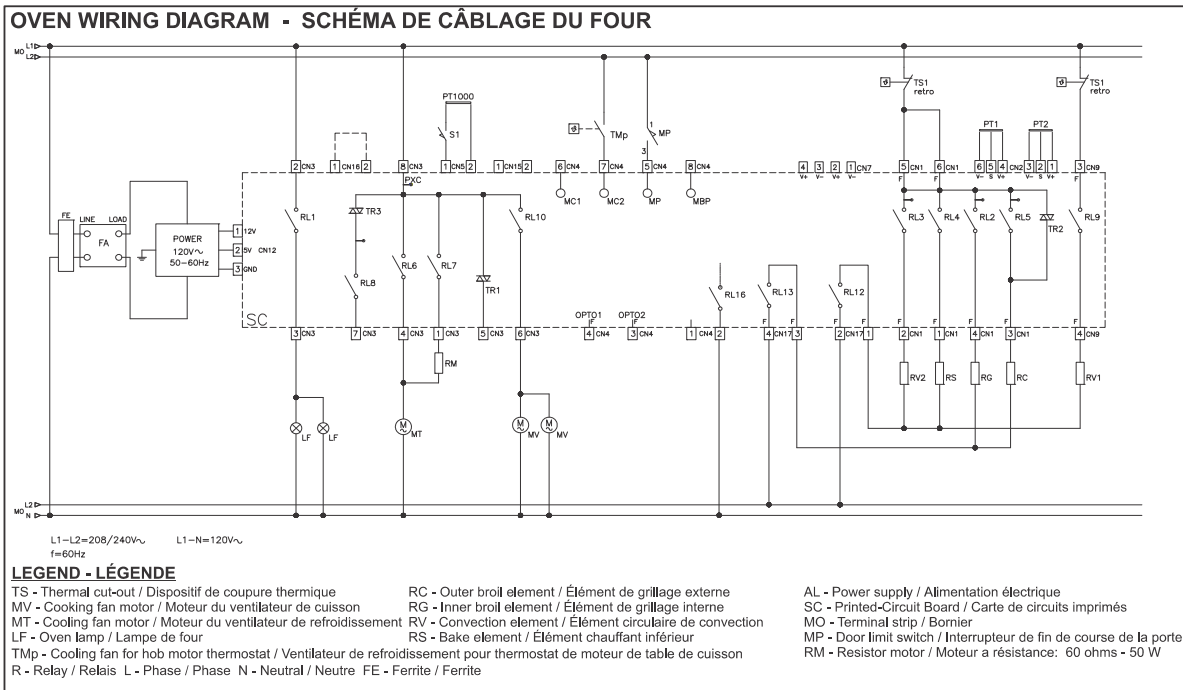 OVEN WIRING DIAGRAM - SCHÉMA DE CÂBLAGE DU FOUR
L1
MO
L2
TS1
retro
TS1
retro
PT1000
S1
TMp
1
MP
3
PT1
PT2
2 CN3
1 CN16 2
8 CN3
1 CN5 2
1 CN15 2
6 CN4
7 CN4
5 CN4
8 CN4
4 3 2 1 CN7
V+ V- V+ V-
5 CN1
6 CN1
6 5 4 CN2 3 2 1
V- S V+ V- S V+
3 CN9
F F F
PXC
MC1
MC2
MP
MBP
RL1
TR3
RL10
RL3
RL4
RL2
RL5
TR2
RL9
FE
LINE LOAD
FA
POWER
120V~
50-60Hz
1 12V
2 5V CN12
3 GND
RL8
RL6
RL7
TR1
RL16
RL13
RL12
SC
OPTO1
F
OPTO2
F
F F F F F F F F
3 CN3
7 CN3
4 CN3
1 CN3
5 CN3
6 CN3
4 CN4
3 CN4
1 CN4 2
4 CN17 3
2 CN17 1
2 CN1
1 CN1
4 CN1
3 CN1
4 CN9
RM
RV2
RS
RG
RC
RV1
LF
LF
M
MT
M
MV
M
MV
L2
MO
N
L1-L2=208/240V~ L1-N=120V~
f=60Hz
LEGEND - LÉGENDE
TS - Thermal cut-out / Dispositif de coupure thermique
MV - Cooking fan motor / Moteur du ventilateur de cuisson
MT - Cooling fan motor / Moteur du ventilateur de refroidissement
LF - Oven lamp / Lampe de four
TMp - Cooling fan for hob motor thermostat / Ventilateur de refroidissement pour thermostat de moteur de table de cuisson
R - Relay / Relais L - Phase / Phase N - Neutral / Neutre FE - Ferrite / Ferrite
RC - Outer broil element / Élément de grillage externe
RG - Inner broil element / Élément de grillage interne
RV - Convection element / Élément circulaire de convection
RS - Bake element / Élément chauffant inférieur
AL - Power supply / Alimentation électrique
SC - Printed-Circuit Board / Carte de circuits imprimés
MO - Terminal strip / Bornier
MP - Door limit switch / Interrupteur de fin de course de la porte
RM - Resistor motor / Moteur a résistance: 60 ohms - 50 W